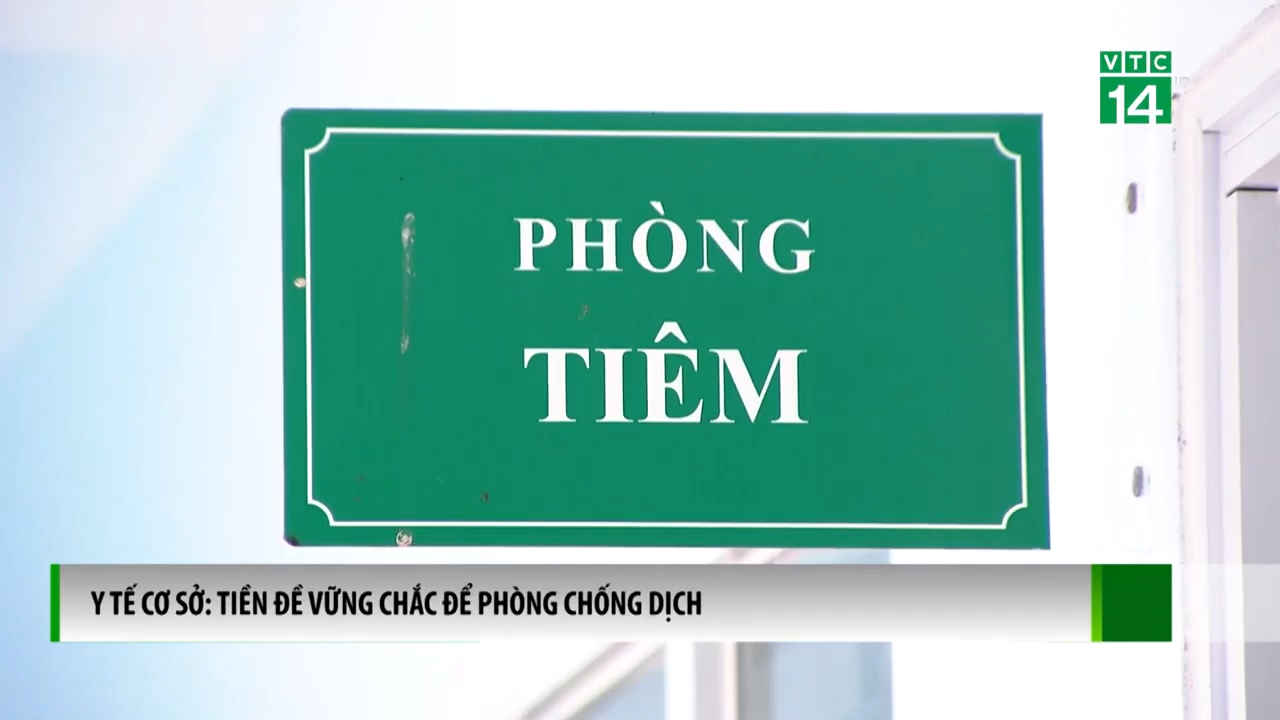 VTC
14
PHÒNG
TIÊM
Y TẾ CƠ SỞ: TIỀN ĐỀ VỮNG CHẮC ĐỂ PHÒNG CHỐNG DỊCH